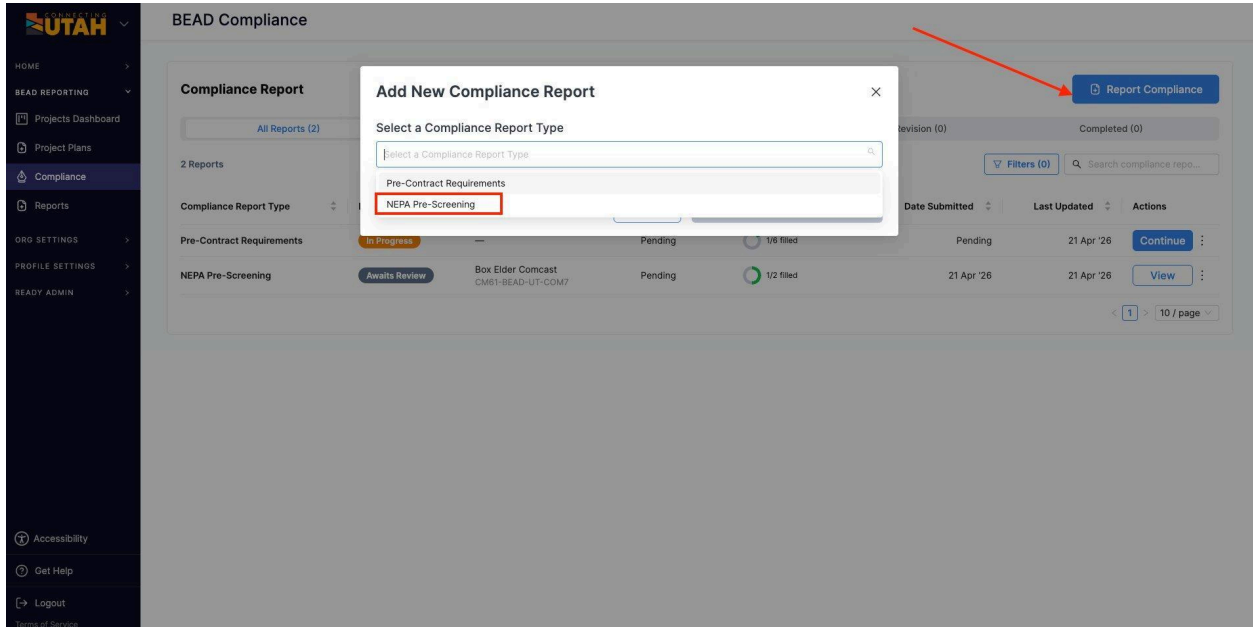 CONNECTING
UTAH
BEAD Compliance
HOME
BEAD REPORTING
Projects Dashboard
Project Plans
Compliance
Reports
ORG SETTINGS
PROFILE SETTINGS
READY ADMIN
Accessibility
Get Help
Logout
Terms of Service
Compliance Report
Report Compliance
All Reports (2)
Revision (0)
Completed (0)
2 Reports
Filters (0)
Search compliance repo...
Add New Compliance Report
Select a Compliance Report Type
Select a Compliance Report Type
Pre-Contract Requirements
NEPA Pre-Screening
Compliance Report Type
Date Submitted
Last Updated
Actions
Pre-Contract Requirements
In Progress
—
Pending
1/6 filled
Pending
21 Apr '26
Continue
NEPA Pre-Screening
Awaits Review
Box Elder Comcast
CM61-BEAD-UT-COM7
Pending
1/2 filled
21 Apr '26
21 Apr '26
View
1
10 / page